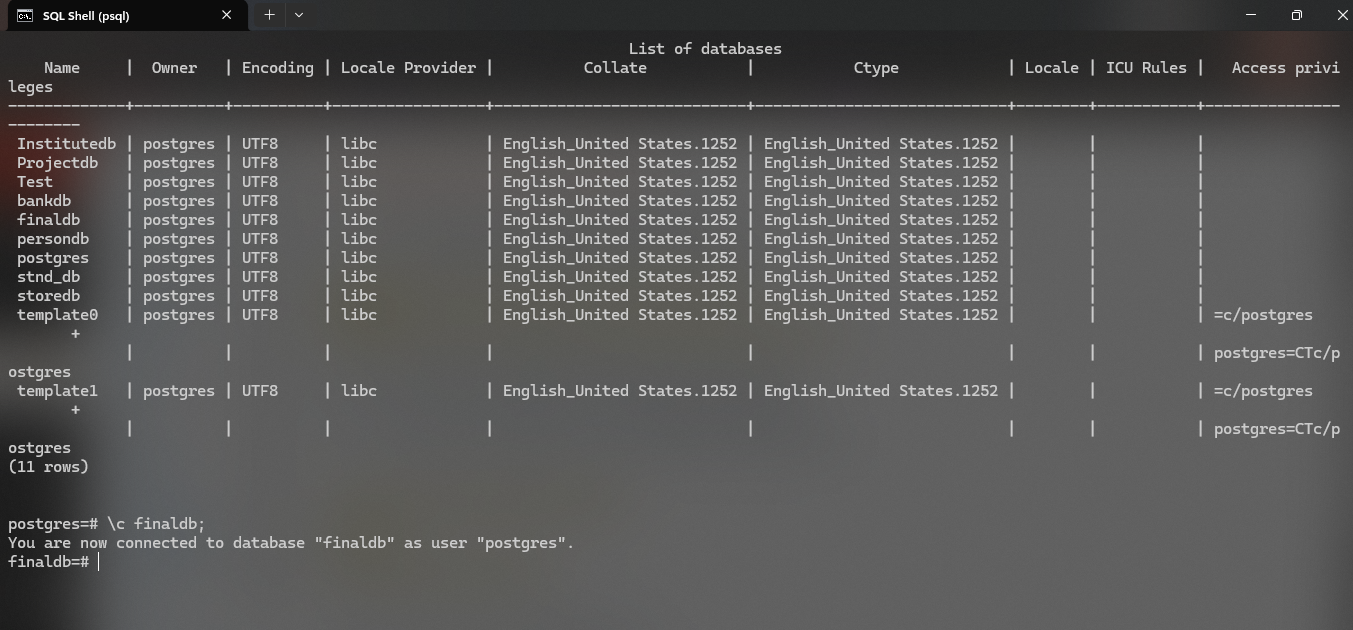 SQL Shell (psql)
List of databases
Name | Owner | Encoding | Locale Provider | Collate | Ctype | Locale | ICU Rules | Access privi
leges
-------------+----------+----------+-----------------+----------------------------+----------------------------+--------+-----------+---------------
--------
Institutedb | postgres | UTF8 | libc | English_United States.1252 | English_United States.1252 | | |
Projectdb | postgres | UTF8 | libc | English_United States.1252 | English_United States.1252 | | |
Test | postgres | UTF8 | libc | English_United States.1252 | English_United States.1252 | | |
bankdb | postgres | UTF8 | libc | English_United States.1252 | English_United States.1252 | | |
finaldb | postgres | UTF8 | libc | English_United States.1252 | English_United States.1252 | | |
persondb | postgres | UTF8 | libc | English_United States.1252 | English_United States.1252 | | |
postgres | postgres | UTF8 | libc | English_United States.1252 | English_United States.1252 | | |
stnd_db | postgres | UTF8 | libc | English_United States.1252 | English_United States.1252 | | |
storedb | postgres | UTF8 | libc | English_United States.1252 | English_United States.1252 | | |
template0 | postgres | UTF8 | libc | English_United States.1252 | English_United States.1252 | | | =c/postgres
+
| | | | | | | | postgres=CTc/p
ostgres
template1 | postgres | UTF8 | libc | English_United States.1252 | English_United States.1252 | | | =c/postgres
+
| | | | | | | | postgres=CTc/p
ostgres
(11 rows)
postgres=# \c finaldb;
You are now connected to database "finaldb" as user "postgres".
finaldb=#